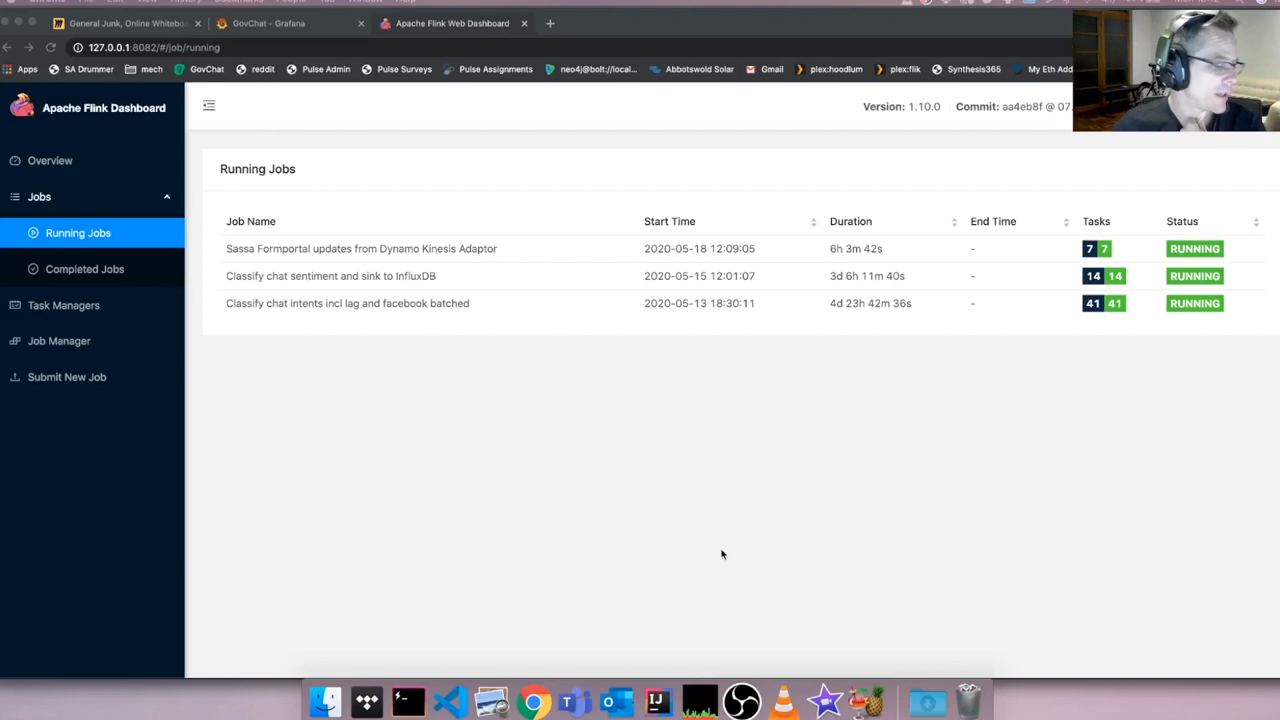 General Junk, Online Whiteboa
GovChat - Grafana
Apache Flink Web Dashboard
127.0.0.1:8082/#/job/running
Apps
SA Drummer
mech
GovChat
reddit
Pulse Admin
Pulse Surveys
Pulse Assignments
neo4j@bolt://local...
Abbotswold Solar
Gmail
plex:hoodlum
plex:flik
Synthesis365
My Eth Add
Apache Flink Dashboard
Version: 1.10.0
Commit: aa4eb8f @ 07.
Overview
Jobs
Running Jobs
Completed Jobs
Task Managers
Job Manager
Submit New Job
Running Jobs
Job Name Start Time Duration End Time Tasks Status
Sassa Formportal updates from Dynamo Kinesis Adaptor 2020-05-18 12:09:05 6h 3m 42s - 7 7 RUNNING
Classify chat sentiment and sink to InfluxDB 2020-05-15 12:01:07 3d 6h 11m 40s - 14 14 RUNNING
Classify chat intents incl lag and facebook batched 2020-05-13 18:30:11 4d 23h 42m 36s - 41 41 RUNNING